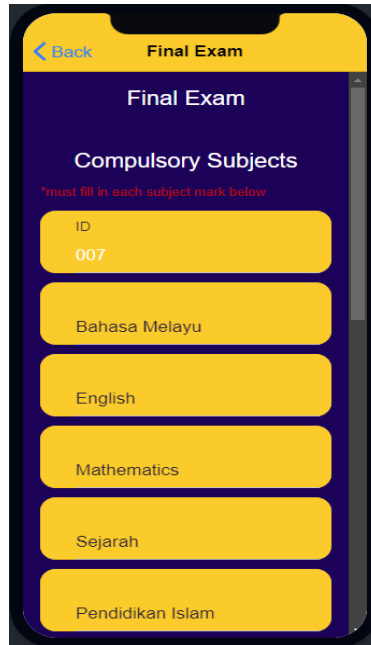 Back Final Exam
Final Exam
Compulsory Subjects
*must fill in each subject mark below
ID
007
Bahasa Melayu
English
Mathematics
Sejarah
Pendidikan Islam